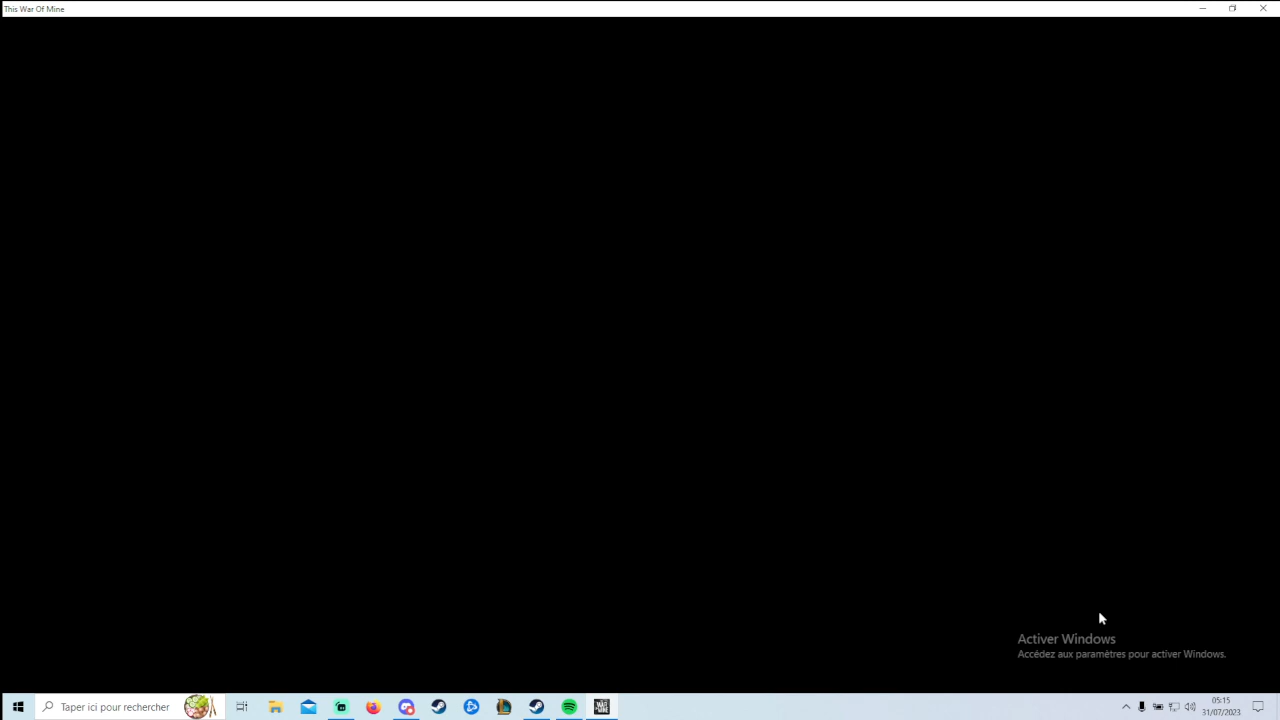 This War Of Mine
Activer Windows
Accédez aux paramètres pour activer Windows.
Taper ici pour rechercher
05:15
31/07/2023